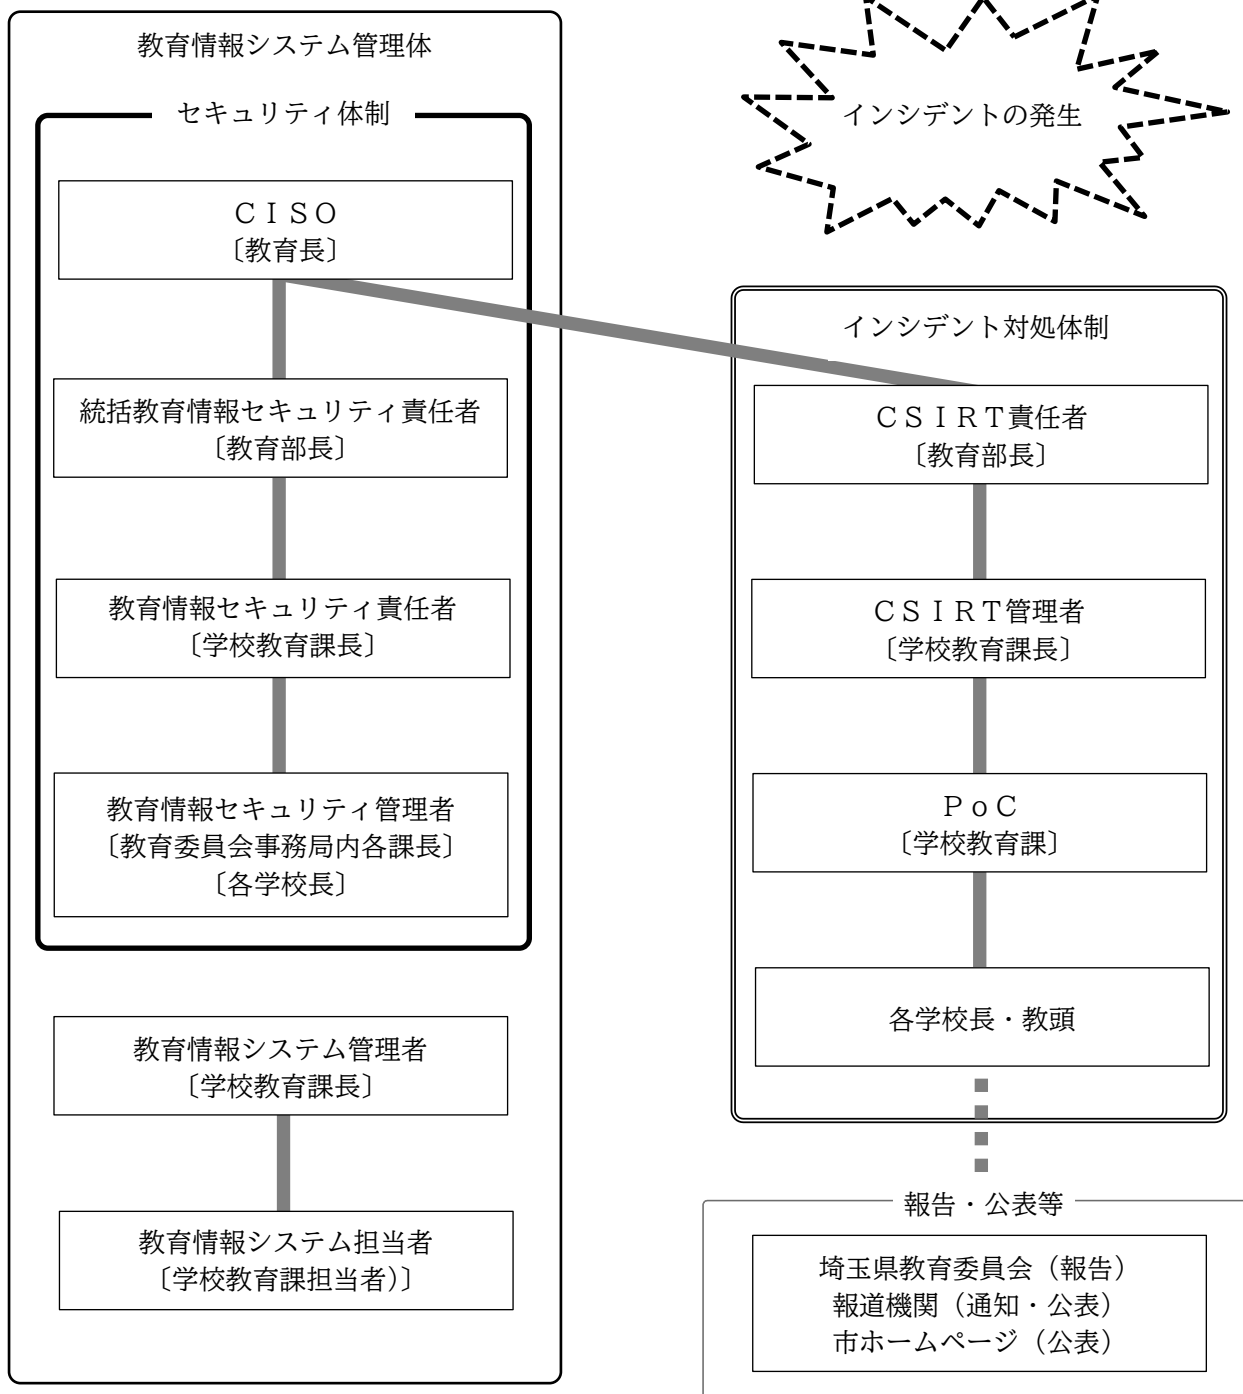 教育情報システム管理体
セキュリティ体制
ＣＩＳＯ
〔教育長〕
統括教育情報セキュリティ責任者
〔教育部長〕
教育情報セキュリティ責任者
〔学校教育課長〕
教育情報セキュリティ管理者
〔教育委員会事務局内各課長〕
〔各学校長〕
教育情報システム管理者
〔学校教育課長〕
教育情報システム担当者
〔学校教育課担当者）〕
インシデントの発生
インシデント対処体制
ＣＳＩＲＴ責任者
〔教育部長〕
ＣＳＩＲＴ管理者
〔学校教育課長〕
ＰｏＣ
〔学校教育課〕
各学校長・教頭
報告・公表等
埼玉県教育委員会（報告）
報道機関（通知・公表）
市ホームページ（公表）